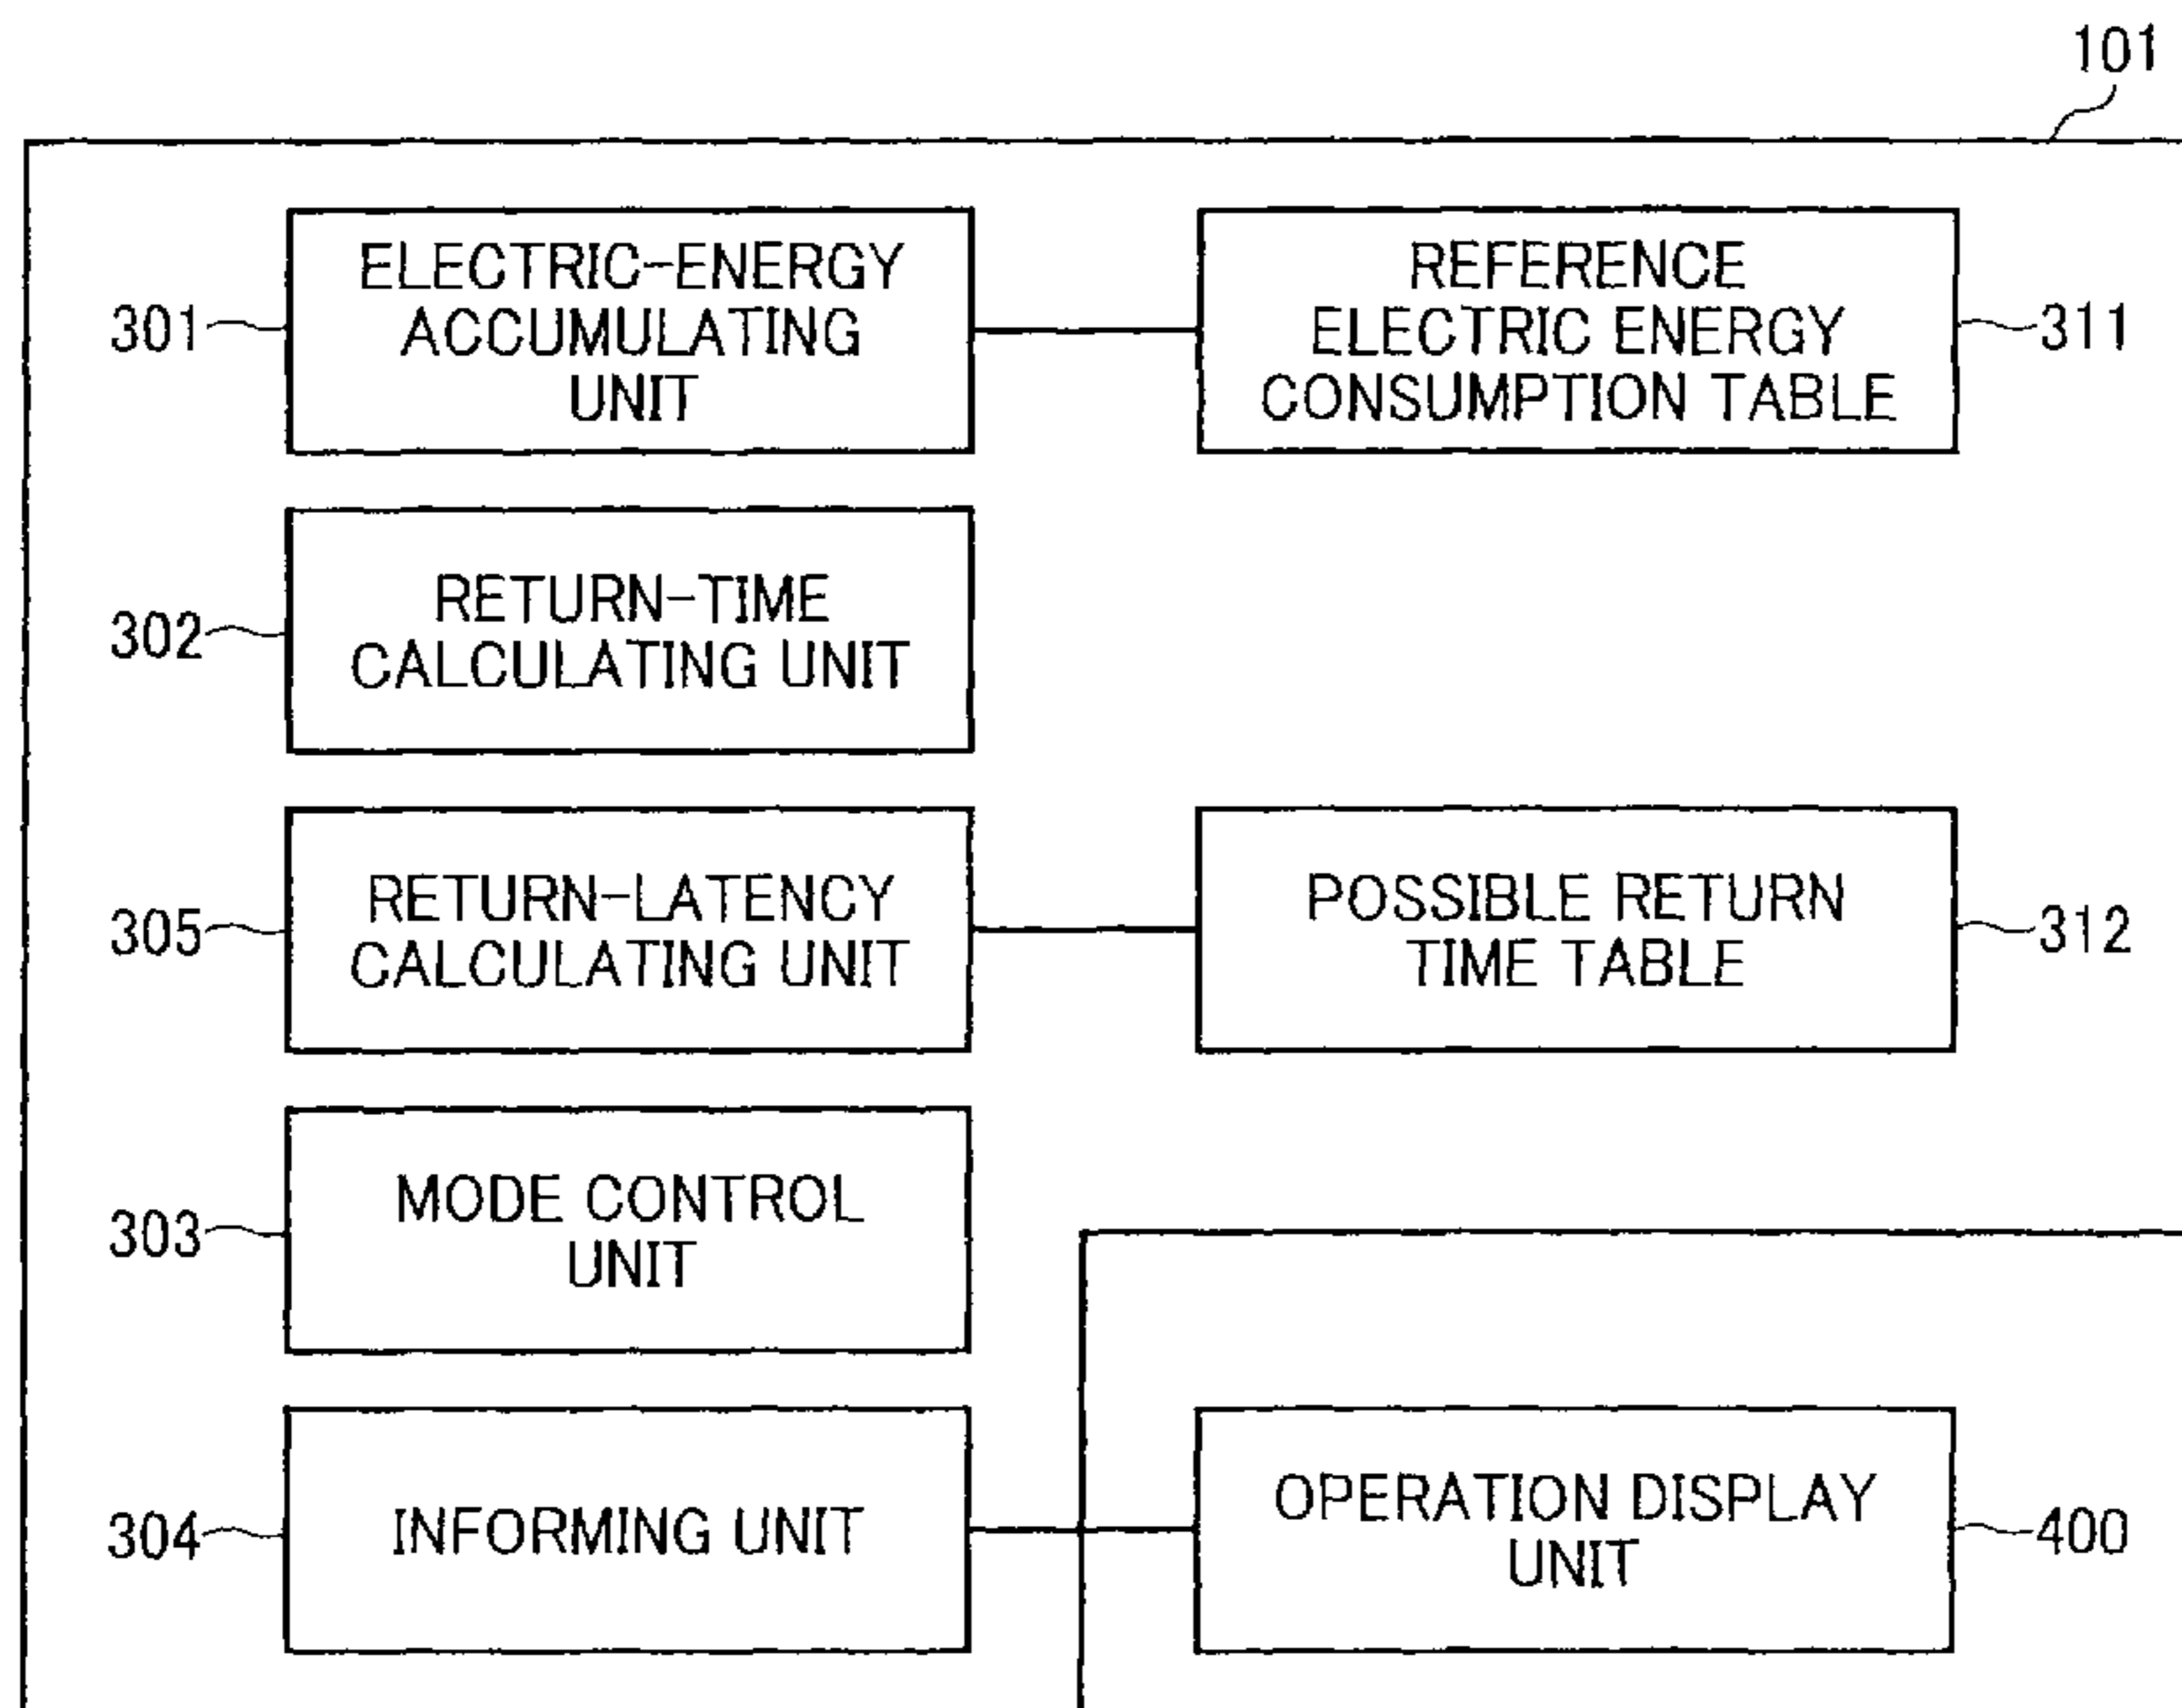 101
ELECTRIC-ENERGY
ACCUMULATING
UNIT
301
REFERENCE
ELECTRIC ENERGY
CONSUMPTION TABLE
311
RETURN-TIME
CALCULATING UNIT
302
RETURN-LATENCY
CALCULATING UNIT
305
POSSIBLE RETURN
TIME TABLE
312
MODE CONTROL
UNIT
303
INFORMING UNIT
304
OPERATION DISPLAY
UNIT
400